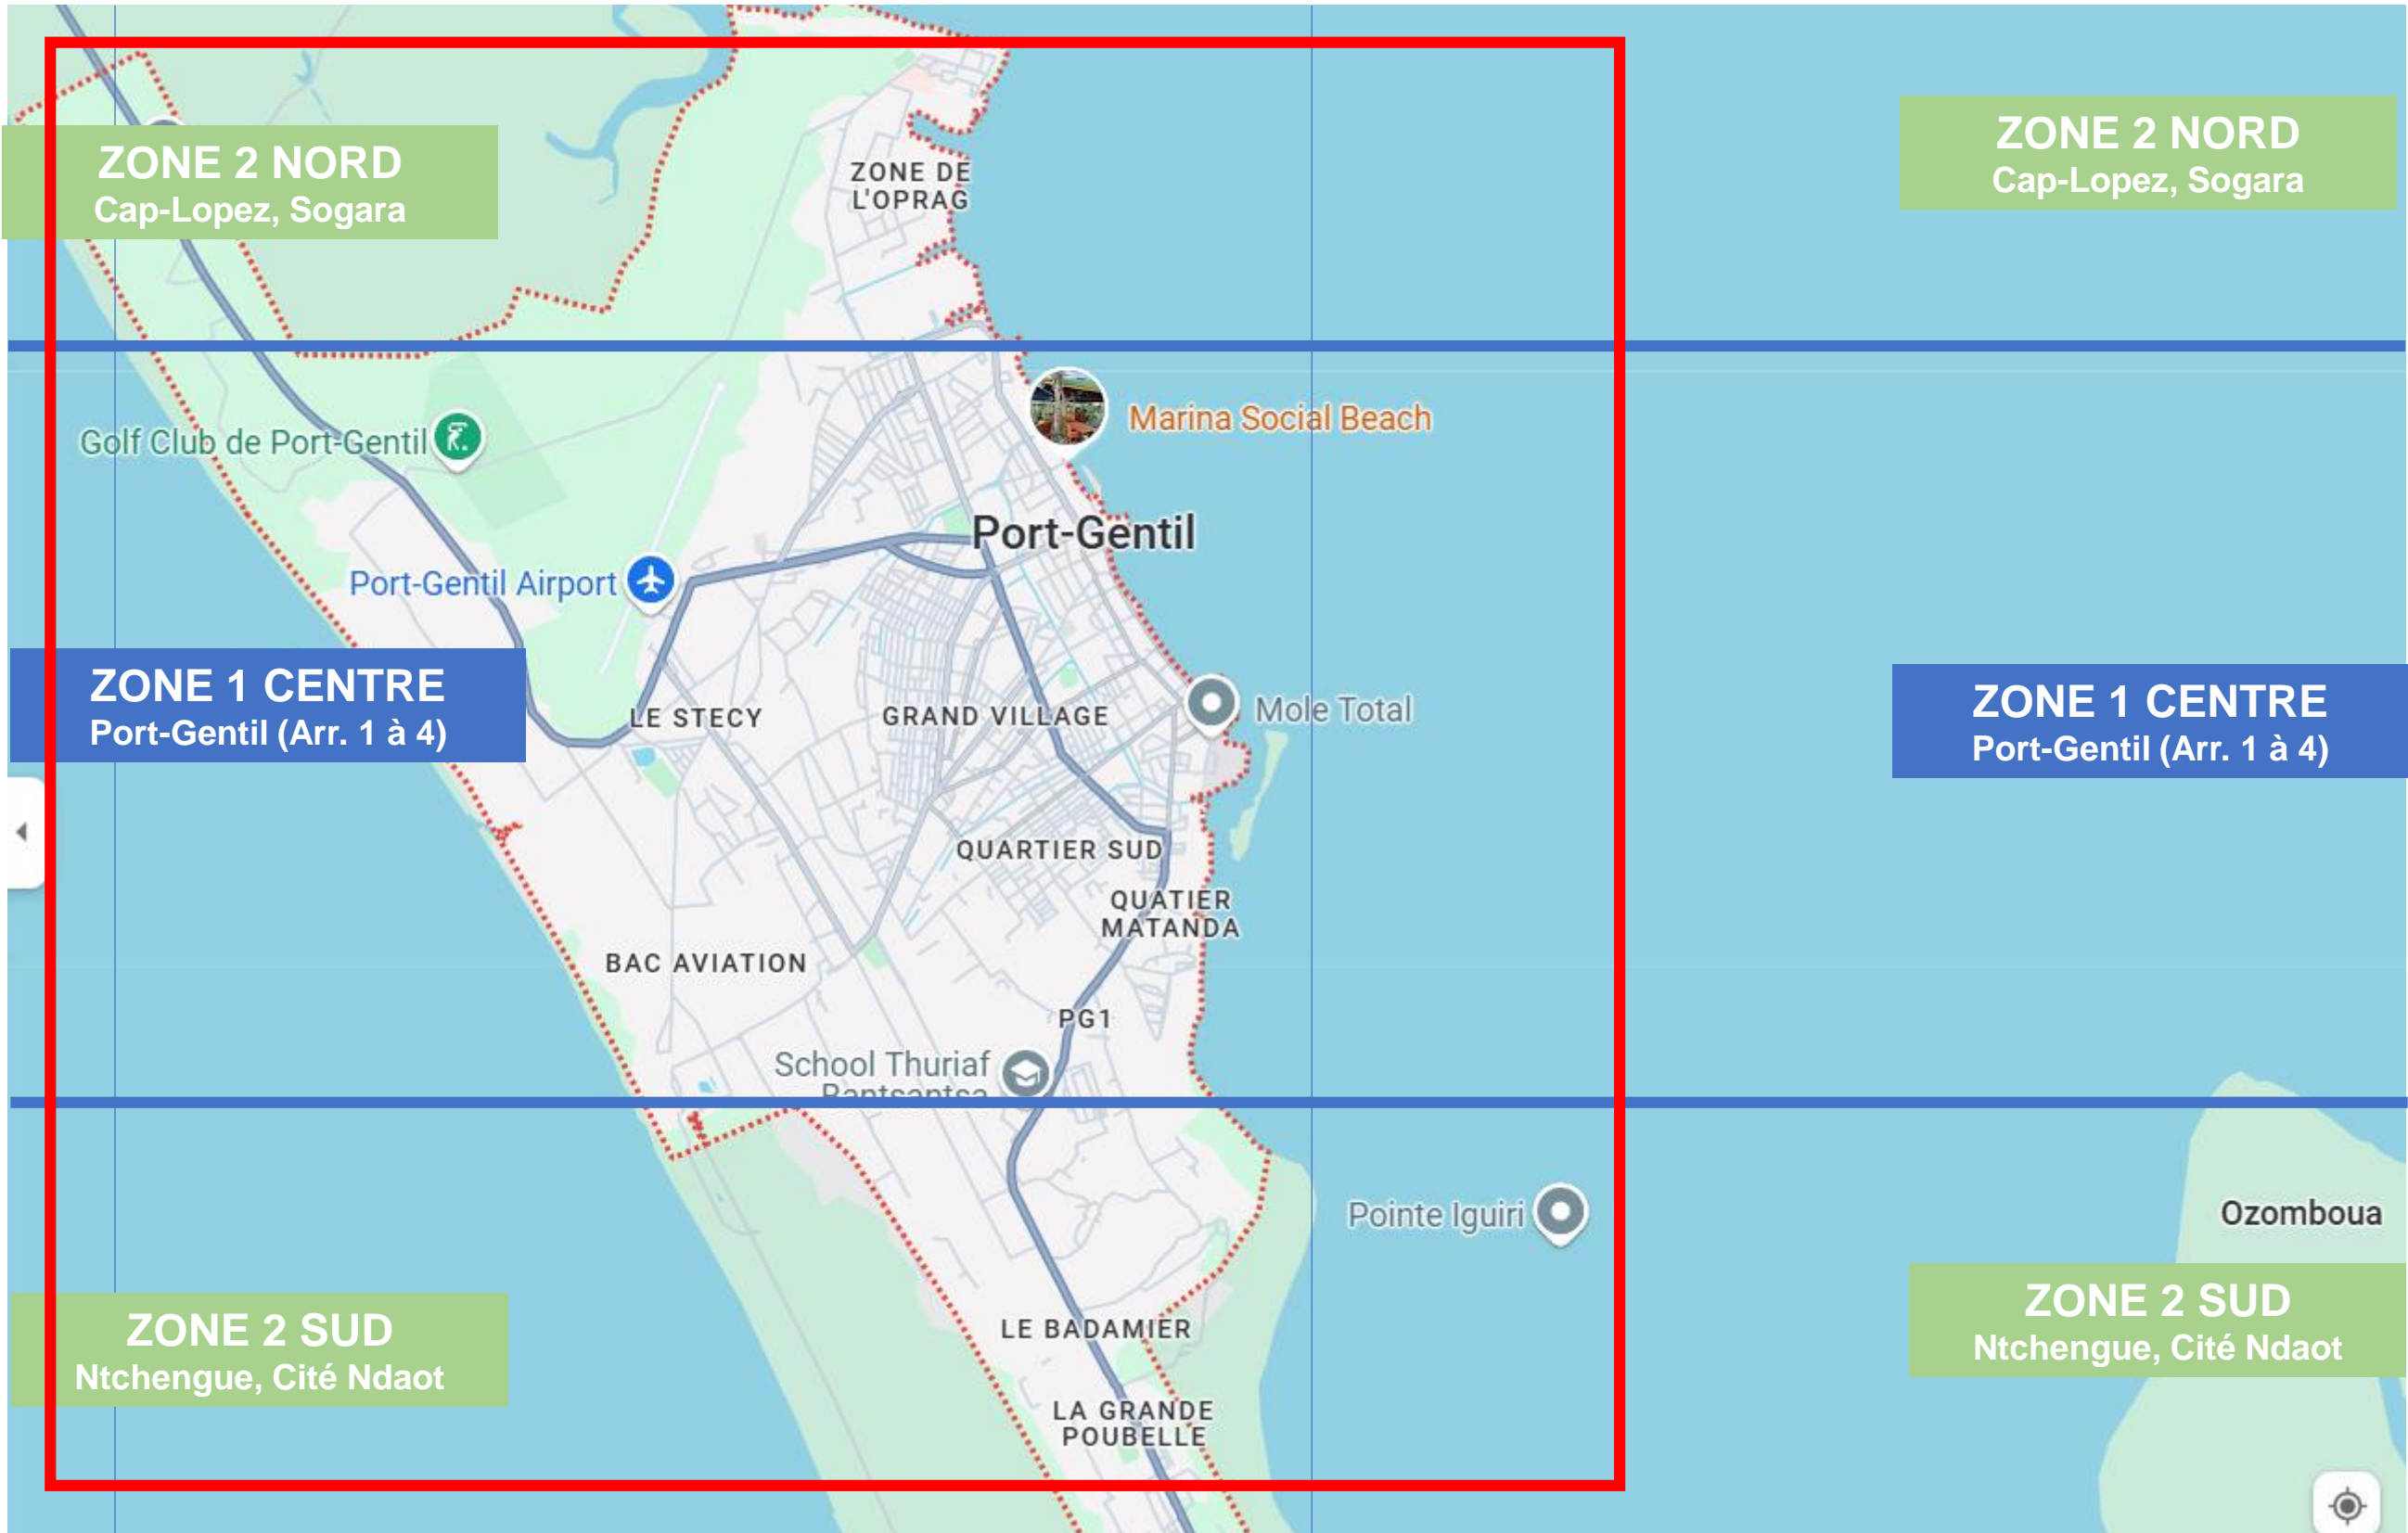 ZONE 2 NORD
Cap-Lopez, Sogara
ZONE DE
L'OPRAG
ZONE 2 NORD
Cap-Lopez, Sogara
Golf Club de Port-Gentil
Marina Social Beach
Port-Gentil
Port-Gentil Airport
ZONE 1 CENTRE
Port-Gentil (Arr. 1 à 4)
LE STECY
GRAND VILLAGE
Mole Total
ZONE 1 CENTRE
Port-Gentil (Arr. 1 à 4)
QUARTIER SUD
QUATIER
MATANDA
BAC AVIATION
PG1
School Thuriaf
Bantsantsa
Pointe Iguiri
Ozomboua
ZONE 2 SUD
Ntchengue, Cité Ndaot
LE BADAMIER
ZONE 2 SUD
Ntchengue, Cité Ndaot
LA GRANDE
POUBELLE